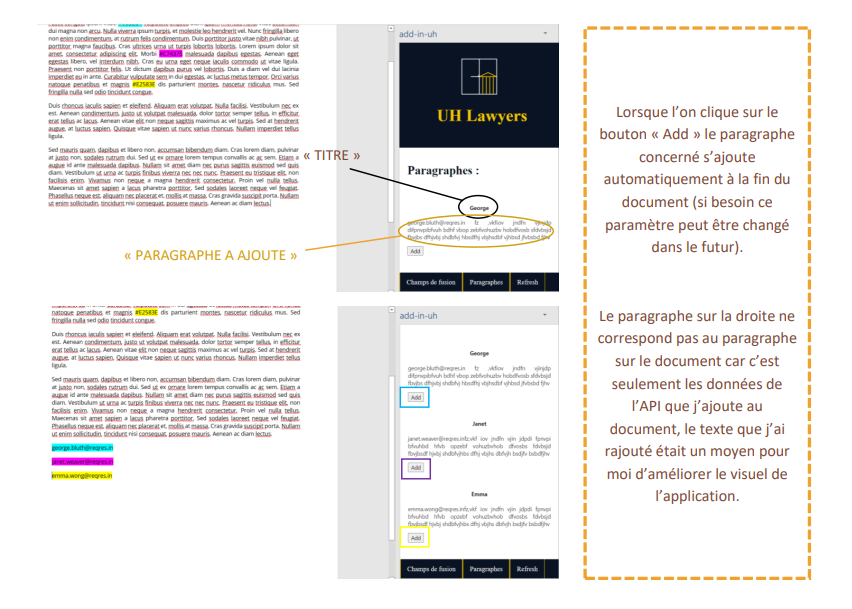 dui magna non arcu. Nulla viverra ipsum turpis, et molestie leo hendrerit vel. Nunc fringilla libero
non enim condimentum, at rutrum felis condimentum. Duis porttitor justo vitae nibh pulvinar, ut
porttitor magna faucibus. Cras ultrices urna ut turpis lobortis lobortis. Lorem ipsum dolor sit
amet, consectetur adipiscing elit. Morbi malesuada dapibus egestas. Aenean eget
egestas libero, vel interdum nibh. Cras eu urna eget neque iaculis commodo ut vitae ligula.
Praesent non porttitor felis. Ut dictum dapibus purus vel lobortis. Duis a diam vel dui lacinia
imperdiet eu in ante. Curabitur vulputate sem in dui egestas, ac luctus metus tempor. Orci varius
natoque penatibus et magnis #E2583E dis parturient montes, nascetur ridiculus mus. Sed
fringilla nulla sed odio tincidunt congue.
Duis rhoncus iaculis sapien et eleifend. Aliquam erat volutpat. Nulla facilisi. Vestibulum nec ex
est. Aenean condimentum, justo ut volutpat malesuada, dolor tortor semper tellus, in efficitur
erat tellus ac lacus. Aenean vitae elit non neque sagittis maximus ac vel turpis. Sed at hendrerit
augue, at luctus sapien. Quisque vitae sapien ut nunc varius rhoncus. Nullam imperdiet tellus eu
ligula.
Sed mauris quam, dapibus et libero non, accumsan bibendum diam. Cras lorem diam, pulvinar
at justo non, sodales rutrum dui. Sed ut ex ornare lorem tempus convallis ac ac sem. Etiam a
augue id ante malesuada dapibus. Nullam sit amet diam nec purus sagittis euismod sed quis
diam. Vestibulum ut urna ac turpis finibus viverra nec nec nunc. Praesent eu tristique elit, non
facilisis enim. Vivamus non neque a magna hendrerit consectetur. Proin vel nulla tellus.
Maecenas sit amet sapien a lacus pharetra porttitor. Sed sodales laoreet neque vel feugiat.
Phasellus neque est, aliquam nec placerat et, mollis at massa. Cras gravida suscipit porta. Nullam
ut enim sollicitudin, tincidunt nisi consequat, posuere mauris. Aenean ac diam lectus.
« TITRE »
« PARAGRAPHE A AJOUTE »
add-in-uh
UH Lawyers
Paragraphes :
George
george.bluth@reqres.in fz .vkfiov jndfn vjinjdp
Add
Champs de fusion Paragraphes Refresh
natoque penatibus et magnis #E2583E dis parturient montes, nascetur ridiculus mus. Sed
fringilla nulla sed odio tincidunt congue.
Duis rhoncus iaculis sapien et eleifend. Aliquam erat volutpat. Nulla facilisi. Vestibulum nec ex
est. Aenean condimentum, justo ut volutpat malesuada, dolor tortor semper tellus, in efficitur
erat tellus ac lacus. Aenean vitae elit non neque sagittis maximus ac vel turpis. Sed at hendrerit
augue, at luctus sapien. Quisque vitae sapien ut nunc varius rhoncus. Nullam imperdiet tellus eu
ligula.
Sed mauris quam, dapibus et libero non, accumsan bibendum diam. Cras lorem diam, pulvinar
at justo non, sodales rutrum dui. Sed ut ex ornare lorem tempus convallis ac ac sem. Etiam a
augue id ante malesuada dapibus. Nullam sit amet diam nec purus sagittis euismod sed quis
diam. Vestibulum ut urna ac turpis finibus viverra nec nec nunc. Praesent eu tristique elit, non
facilisis enim. Vivamus non neque a magna hendrerit consectetur. Proin vel nulla tellus.
Maecenas sit amet sapien a lacus pharetra porttitor. Sed sodales laoreet neque vel feugiat.
Phasellus neque est, aliquam nec placerat et, mollis at massa. Cras gravida suscipit porta. Nullam
ut enim sollicitudin, tincidunt nisi consequat, posuere mauris. Aenean ac diam lectus.
george.bluth@reqres.in
janet.weaver@reqres.in
emma.wong@reqres.in
add-in-uh
George
george.bluth@reqres.in fz .vkfiov jndfn vjinjdp
Add
Janet
Add
Emma
Add
Champs de fusion Paragraphes Refresh
Lorsque l’on clique sur le
bouton « Add » le paragraphe
concerné s’ajoute
automatiquement à la fin du
document (si besoin ce
paramètre peut être changé
dans le futur).
Le paragraphe sur la droite ne
correspond pas au paragraphe
sur le document car c’est
seulement les données de
l’API que j’ajoute au
document, le texte que j’ai
rajouté était un moyen pour
moi d’améliorer le visuel de
l’application.